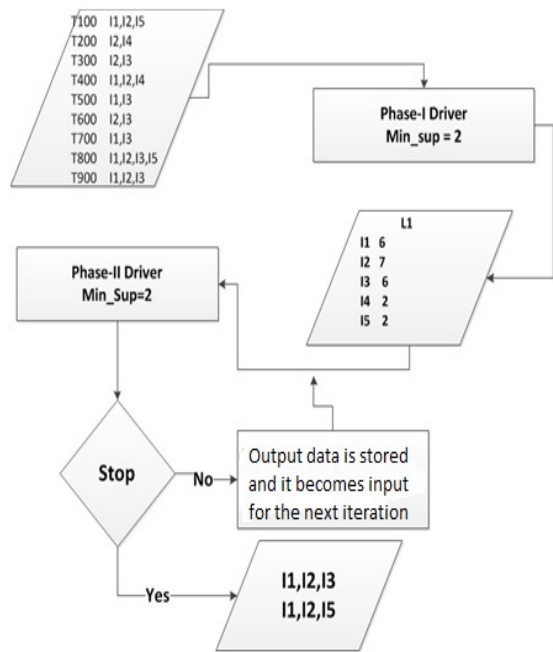 T100 I1,I2,I5
T200 I2,I4
T300 I2,I3
T400 I1,I2,I4
T500 I1,I3
T600 I2,I3
T700 I1,I3
T800 I1,I2,I3,I5
T900 I1,I2,I3
Phase-I Driver
Min_sup = 2
L1
I1 6
I2 7
I3 6
I4 2
I5 2
Phase-II Driver
Min_Sup=2
Stop
No
Output data is stored
and it becomes input
for the next iteration
Yes
I1,I2,I3
I1,I2,I5